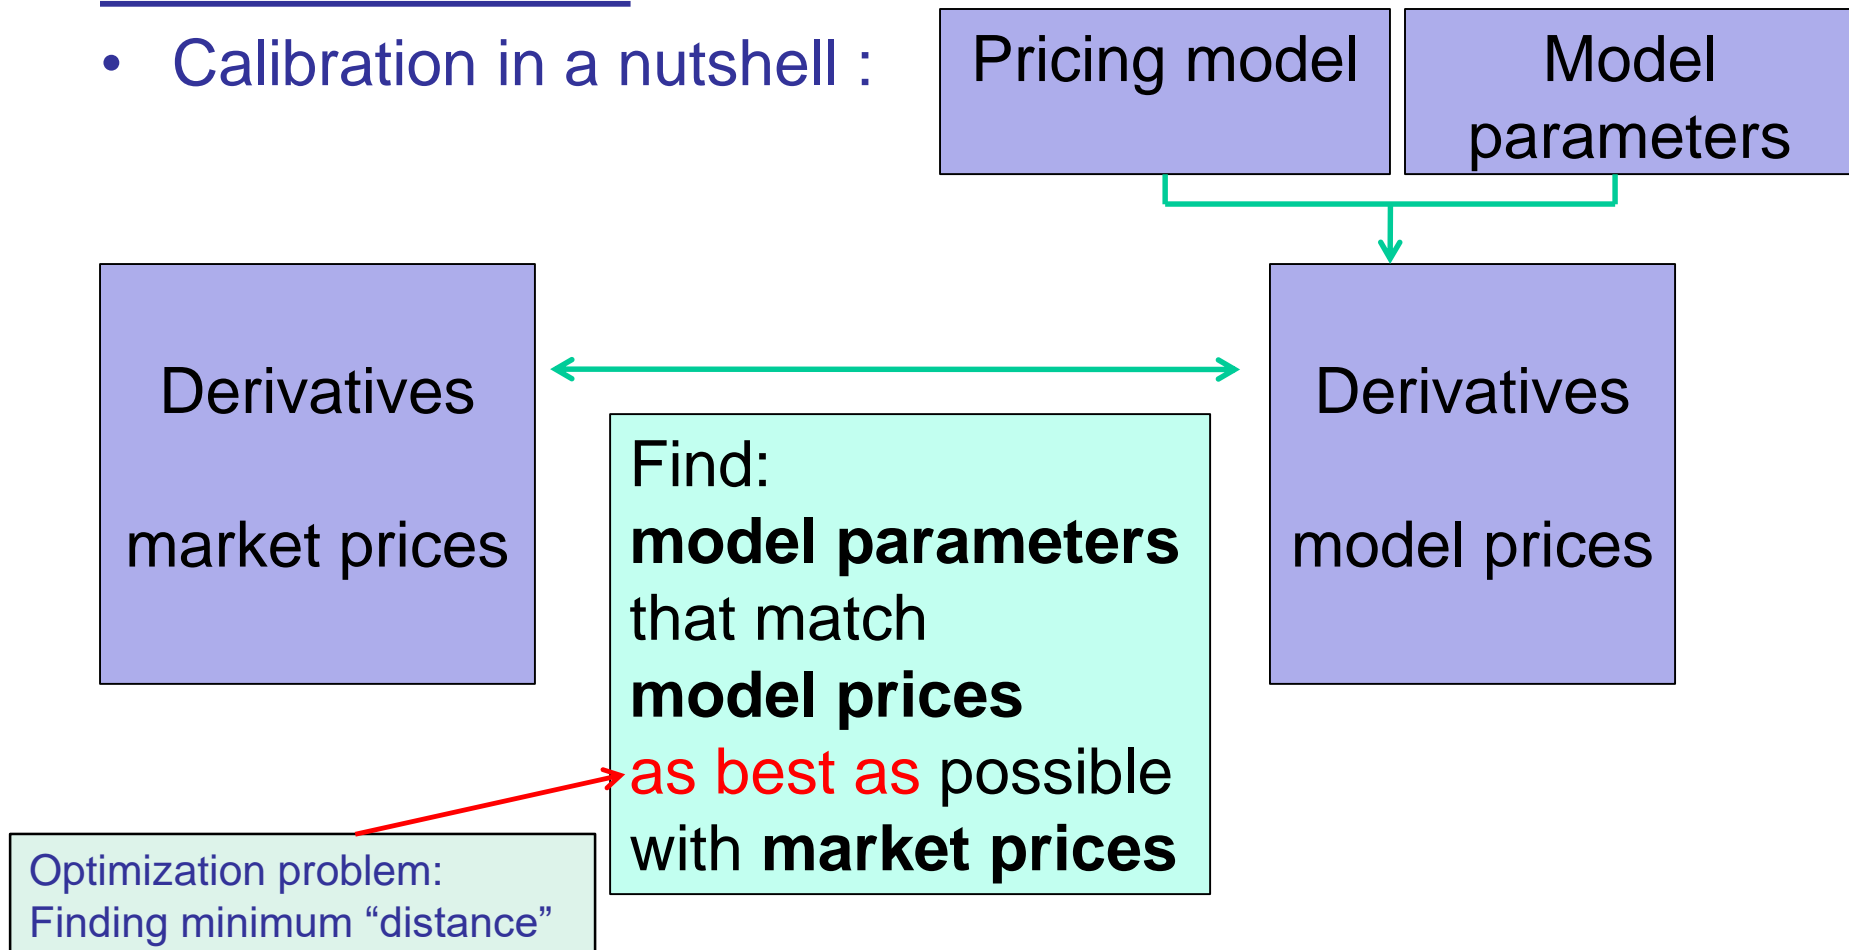 • Calibration in a nutshell :
Pricing model
Model
parameters
Derivatives
market prices
Derivatives
model prices
Find:
model parameters
that match
model prices
as best as possible
with market prices
Optimization problem:
Finding minimum “distance”